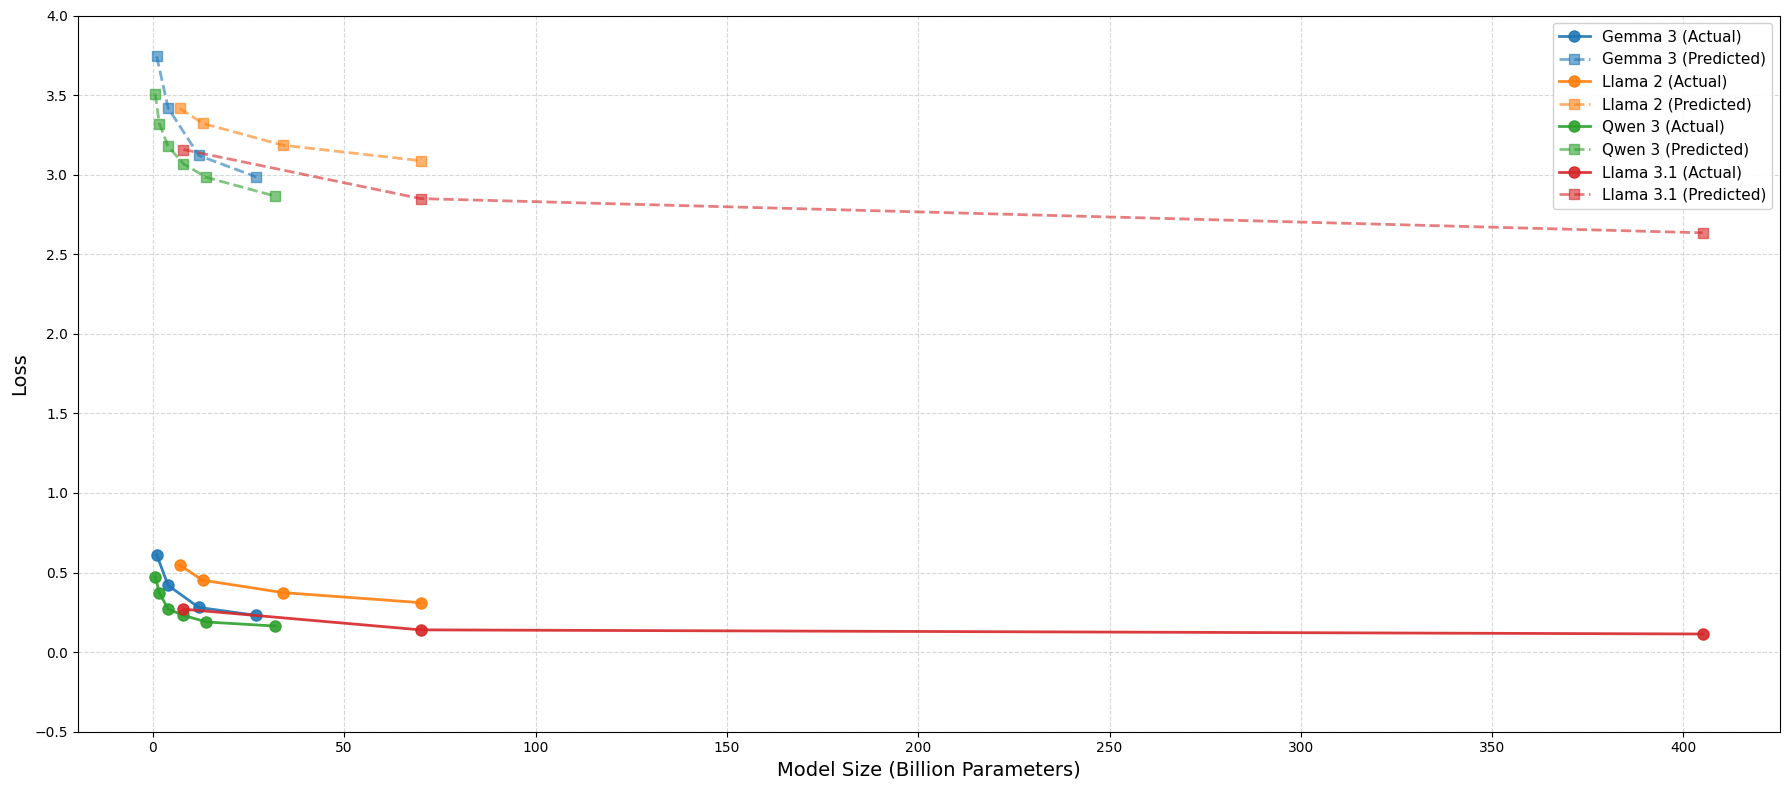 4.0
3.5
3.0
2.5
2.0
1.5
1.0
0.5
0.0
−0.5
Loss
0 50 100 150 200 250 300 350 400
Model Size (Billion Parameters)
Gemma 3 (Actual)
Gemma 3 (Predicted)
Llama 2 (Actual)
Llama 2 (Predicted)
Qwen 3 (Actual)
Qwen 3 (Predicted)
Llama 3.1 (Actual)
Llama 3.1 (Predicted)